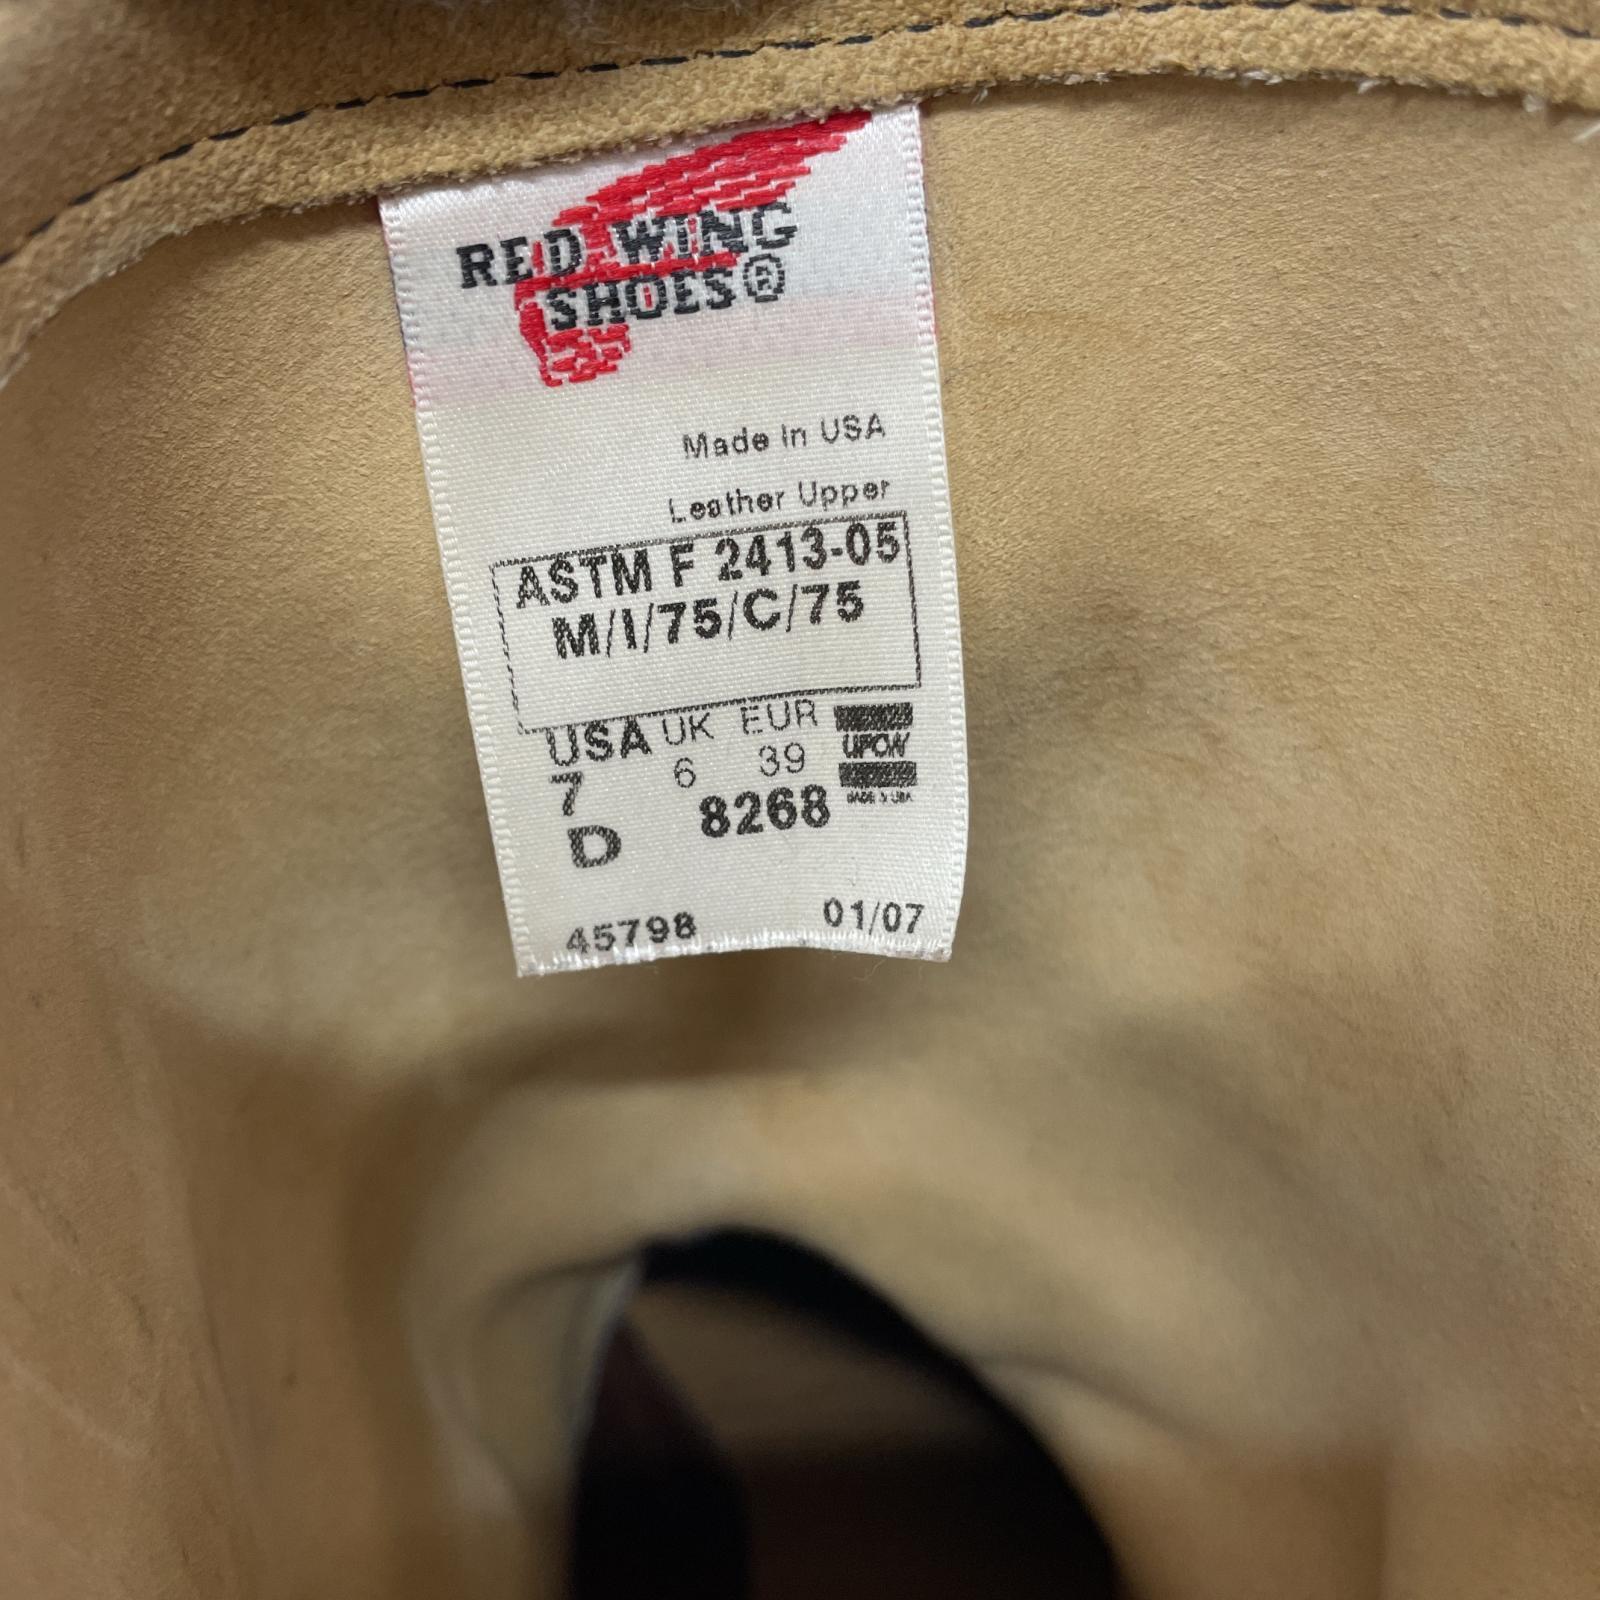 RED WING
SHOES®
Made In USA
Leather Upper
ASTM F 2413-05
M/I/75/C/75
USA UK EUR
7 6 39
UPCW
D 8268
MADE IN USA
45798 01/07